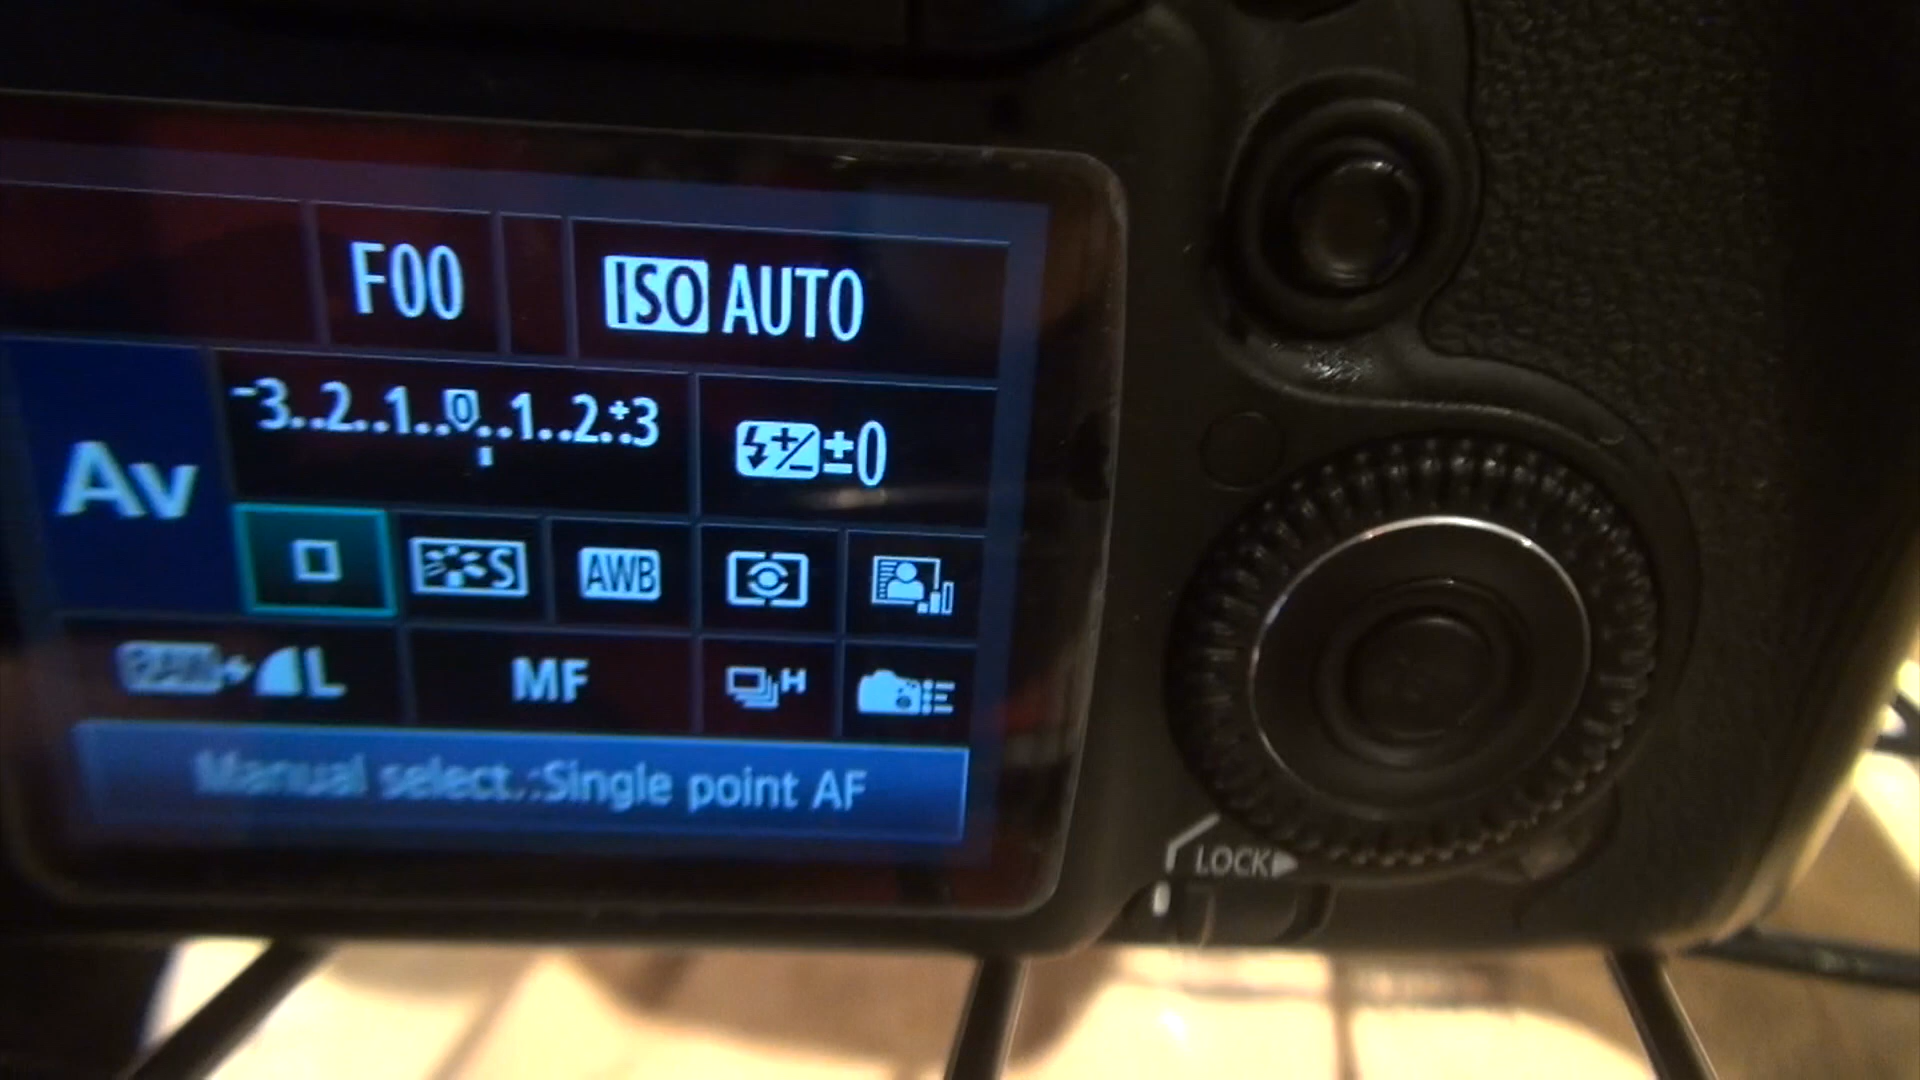 F00 ISO AUTO
-3..2..1..0..1..2..+3 ±0
Av
S AWB
RAW+L MF H
Manual select.:Single point AF
LOCK